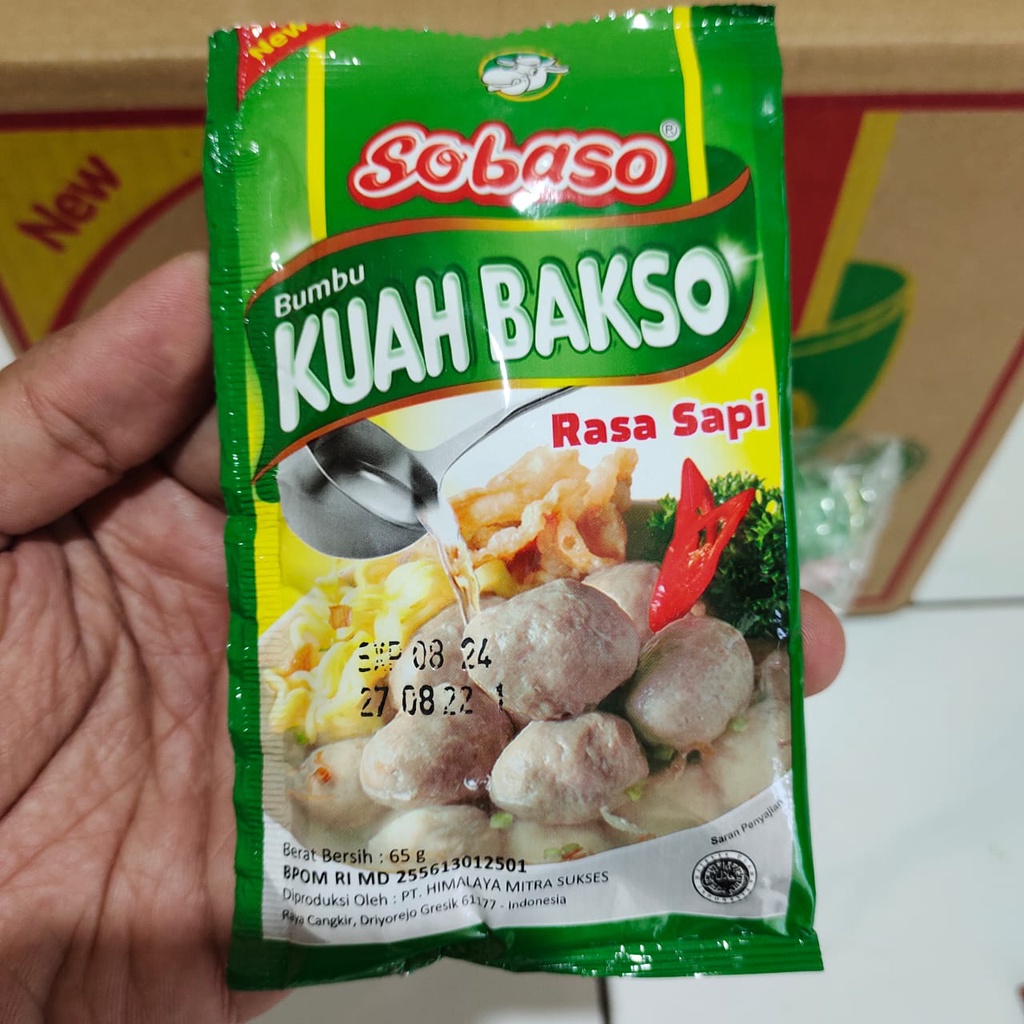 New
Sobaso®
Bumbu
KUAH BAKSO
Rasa Sapi
New
EXP 08 24
27 08 22 1
Saran Penyajian
Berat Bersih : 65 g
BPOM RI MD 255613012501
Diproduksi Oleh : PT. HIMALAYA MITRA SUKSES
Raya Cangkir, Driyorejo Gresik 61177 - Indonesia